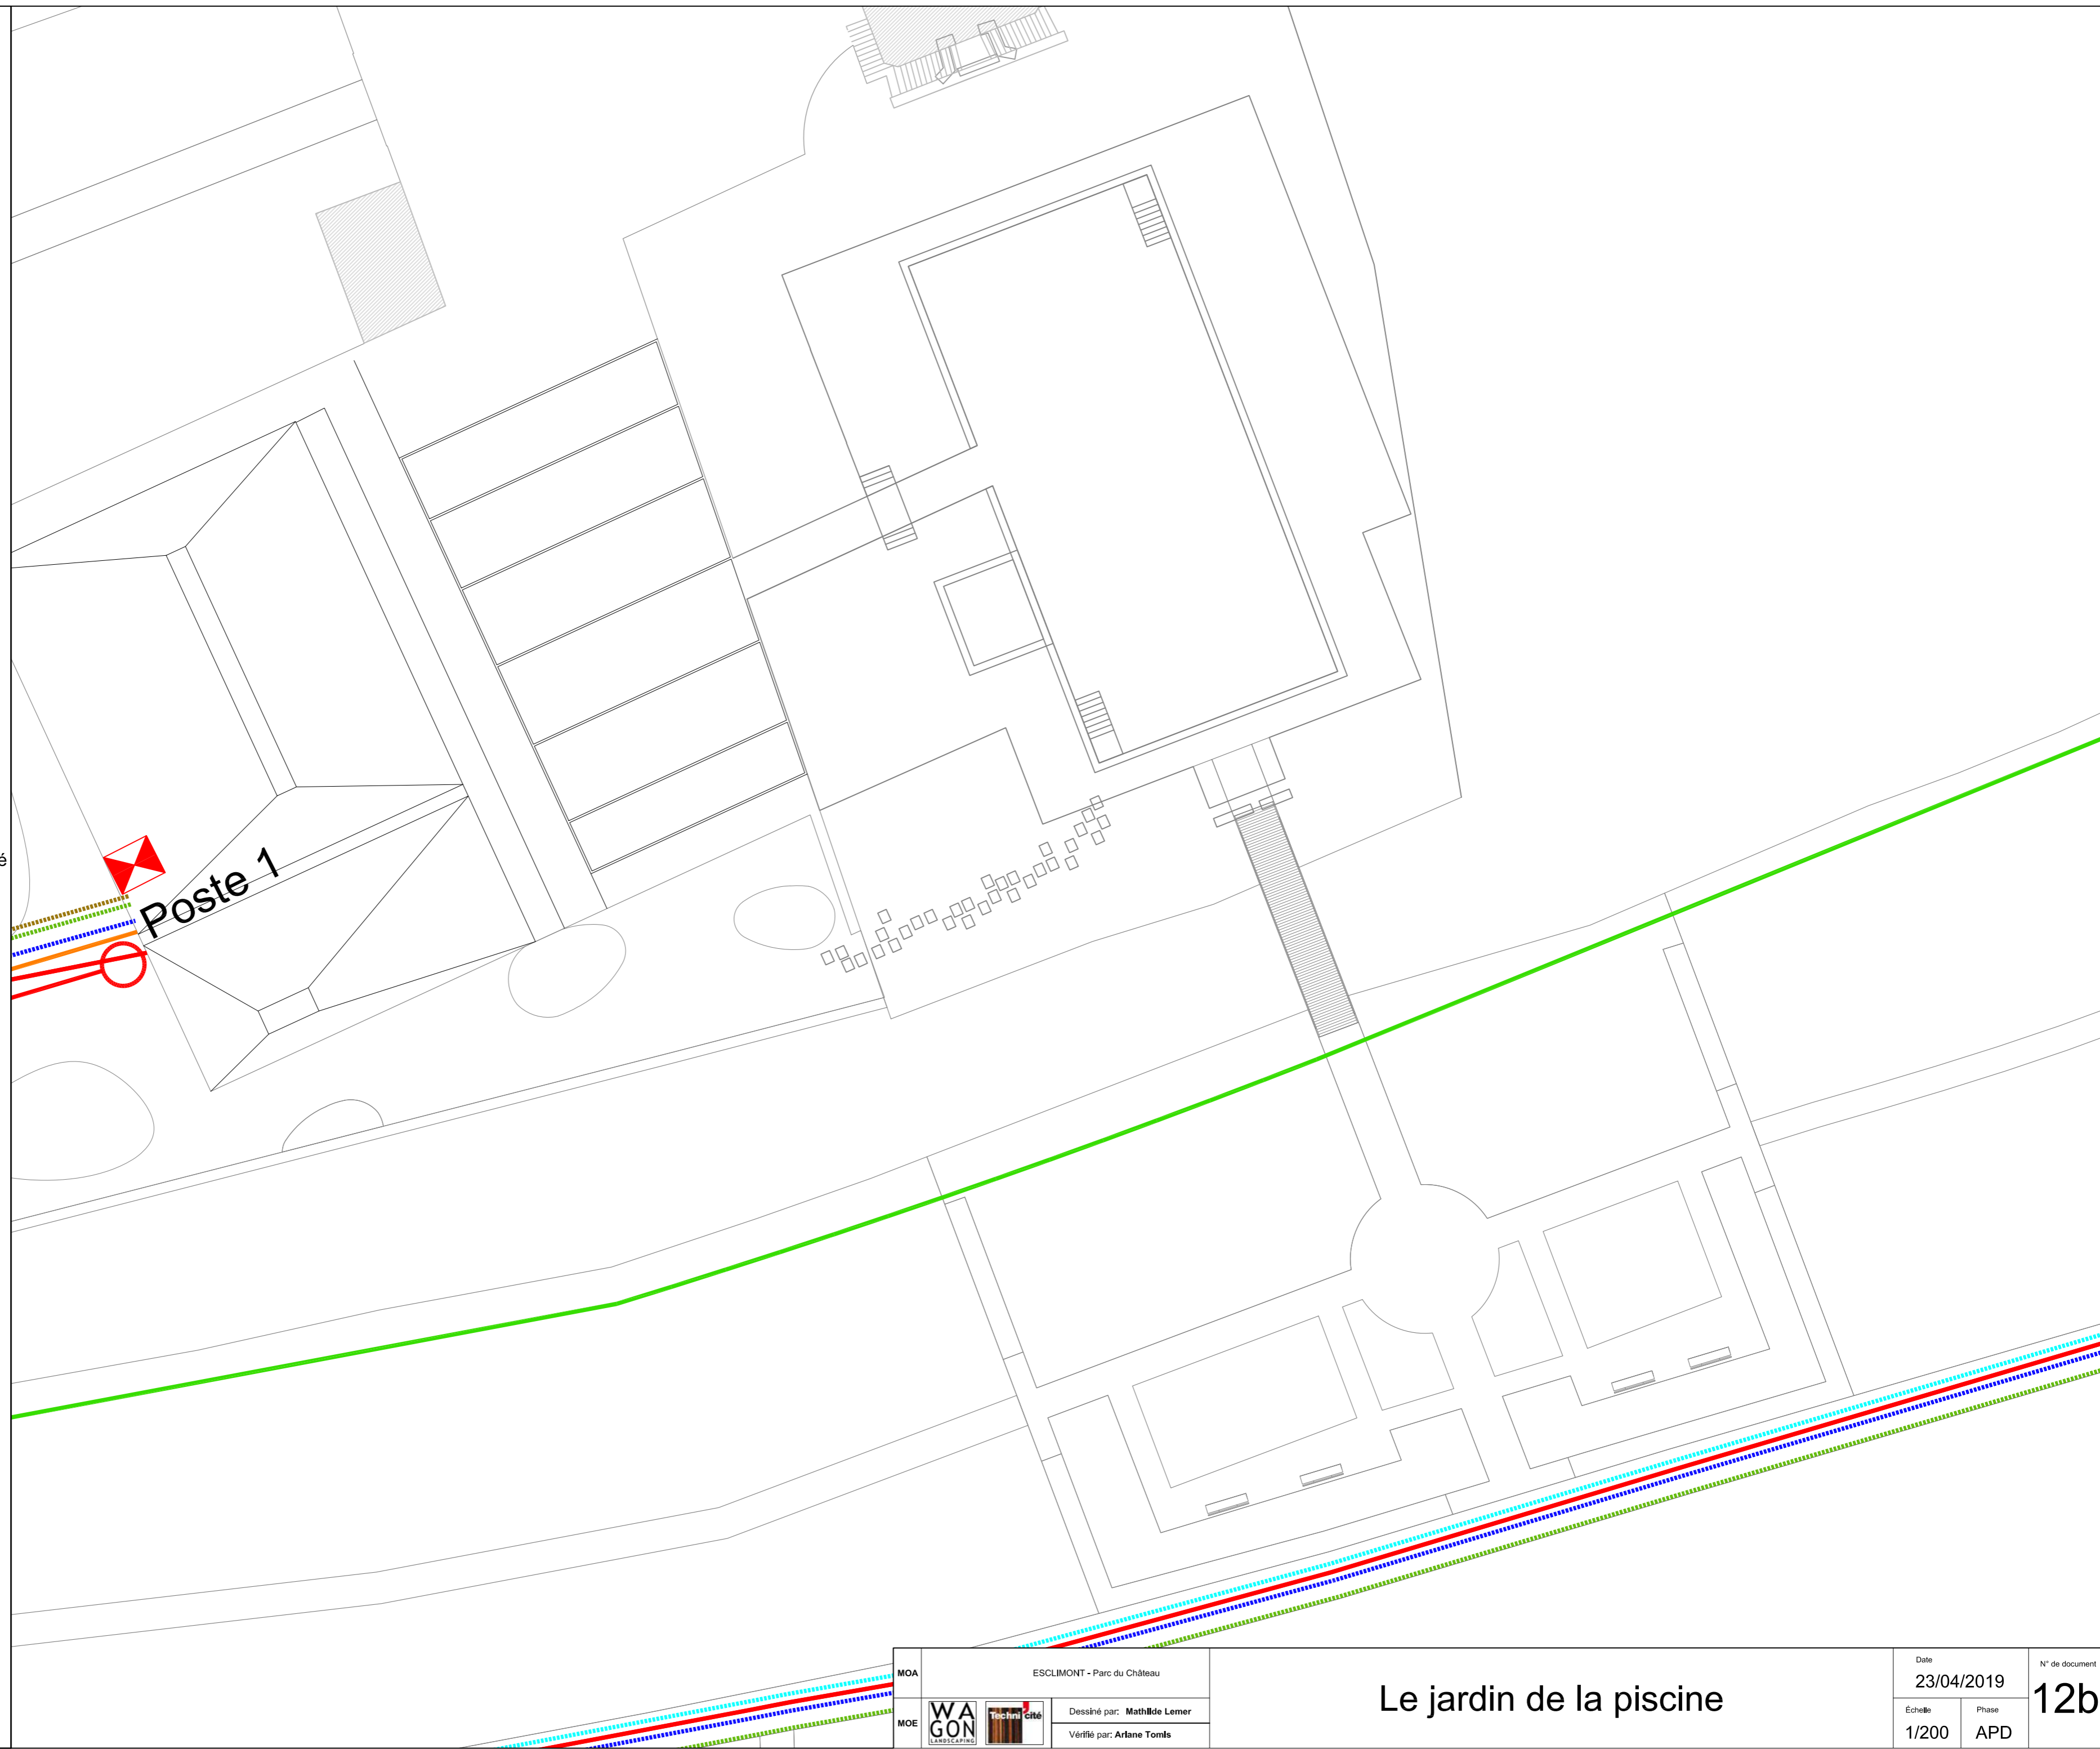 é
Poste 1
MOA
ESCLIMONT - Parc du Château
MOE
WA
GON
LANDSCAPING
Techni'cité
Dessiné par: Mathilde Lemer
Vérifié par: Ariane Tomis
Le jardin de la piscine
Date
23/04/2019
Échelle
1/200
Phase
APD
N° de document
12b